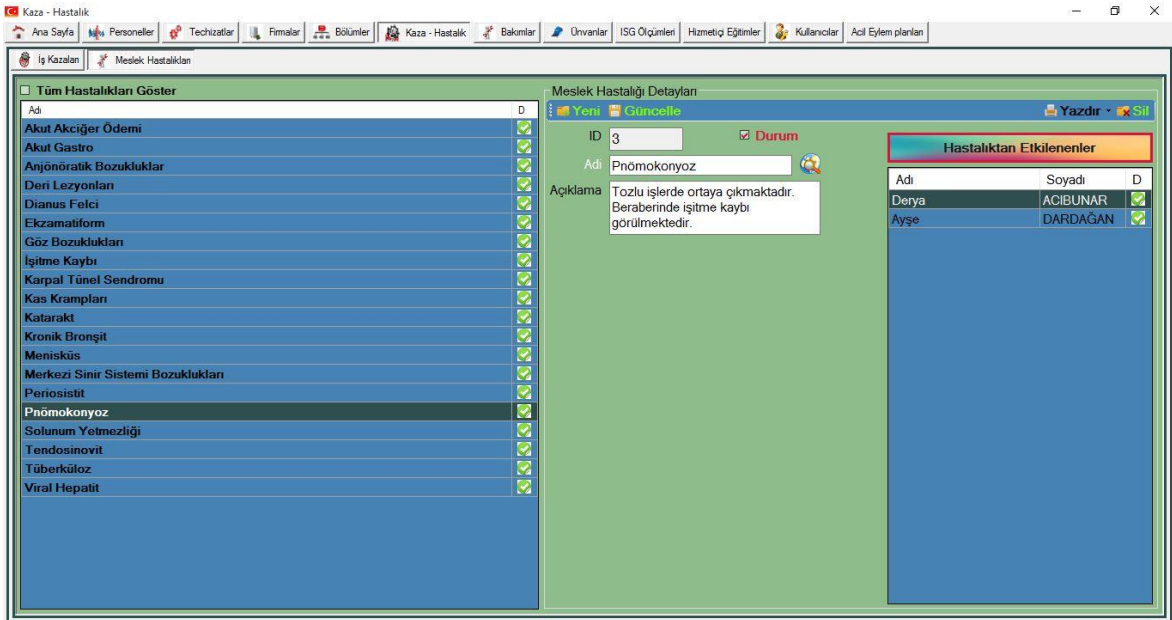 Kaza - Hastalık
Ana Sayfa Personeller Techizatlar Firmalar Bölümler Kaza - Hastalık Bakımlar Ünvanlar ISG Ölçümleri Hizmetiçi Eğitimler Kullanıcılar Acil Eylem planları
İş Kazaları Meslek Hastalıkları
Tüm Hastalıkları Göster
Adı D
Akut Akciğer Ödemi
Akut Gastro
Anjönöratik Bozukluklar
Deri Lezyonları
Dianus Felci
Ekzamatiform
Göz Bozuklukları
İşitme Kaybı
Karpal Tünel Sendromu
Kas Krampları
Katarakt
Kronik Bronşit
Menisküs
Merkezi Sinir Sistemi Bozuklukları
Periosistit
Pnömokonyoz
Solunum Yetmezliği
Tendosinovit
Tüberküloz
Viral Hepatit
Meslek Hastalığı Detayları
Yeni Güncelle Yazdır Sil
ID 3 Durum
Adi Pnömokonyoz
Açıklama Tozlu işlerde ortaya çıkmaktadır.
Beraberinde işitme kaybı
görülmektedir.
Hastalıktan Etkilenenler
Adı Soyadı D
Derya ACIBUNAR
Ayşe DARDAĞAN